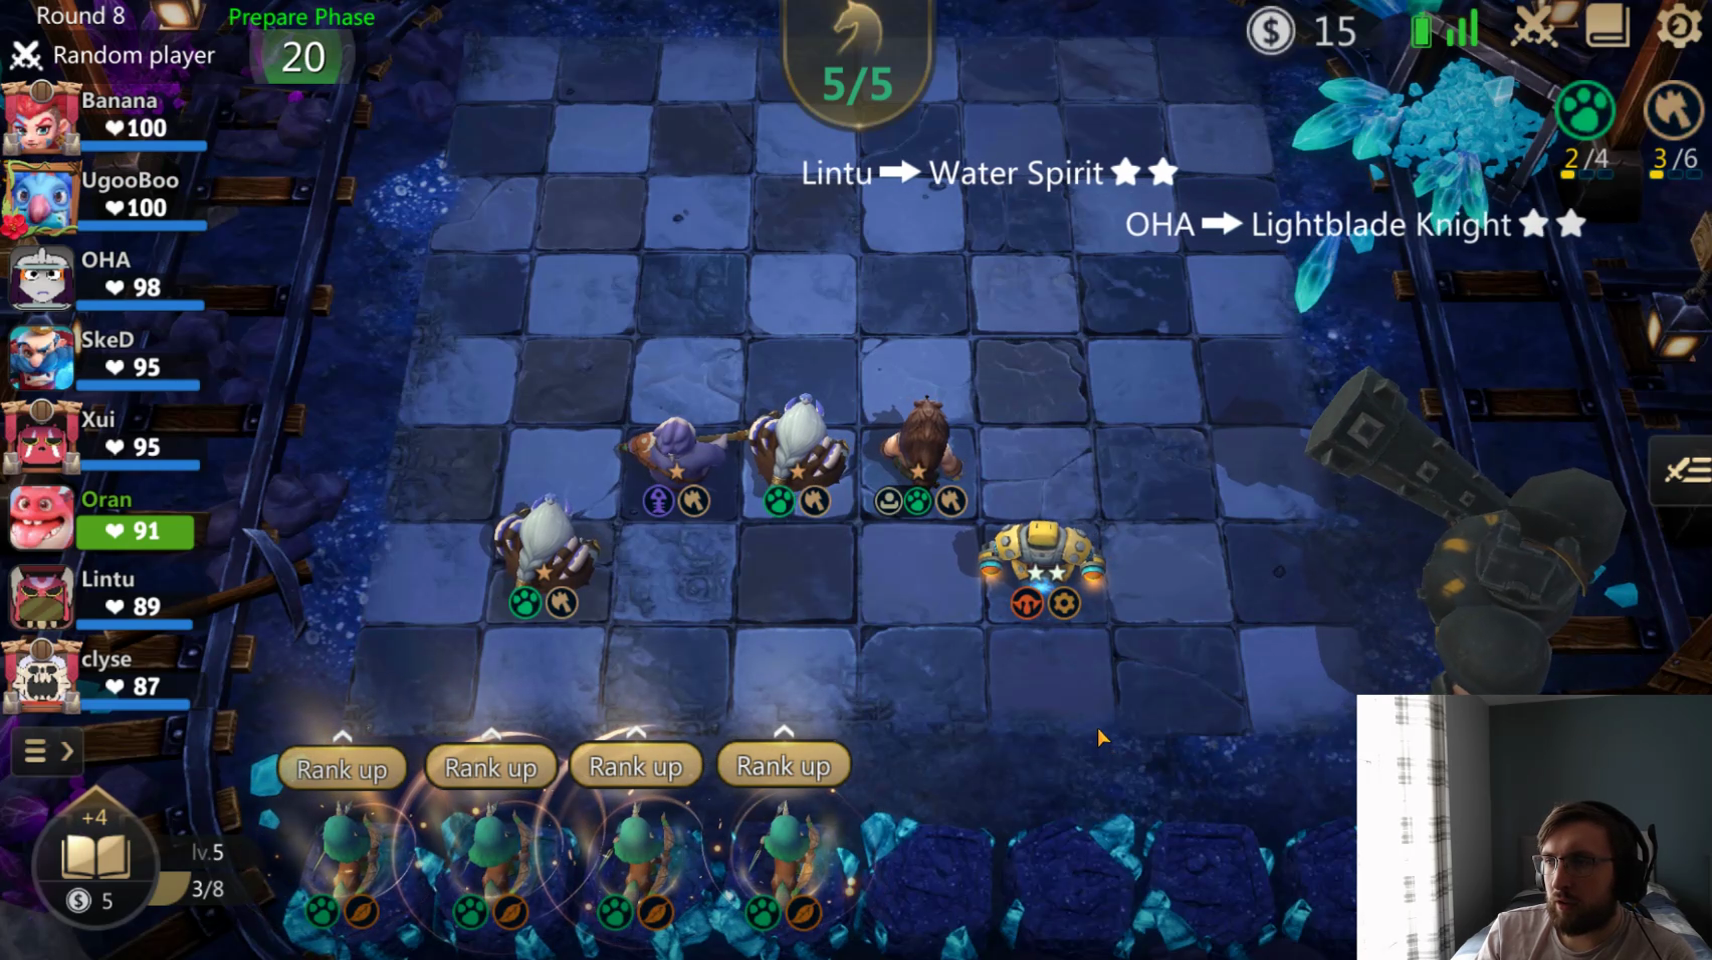 Round 8
Prepare Phase
20
Random player
5/5
15
2/4
3/6
Banana
100
UgooBoo
100
OHA
98
SkeD
95
Xui
95
Oran
91
Lintu
89
clyse
87
Lintu Water Spirit
OHA Lightblade Knight
Rank up
Rank up
Rank up
Rank up
+4
$ 5
lv.5
3/8